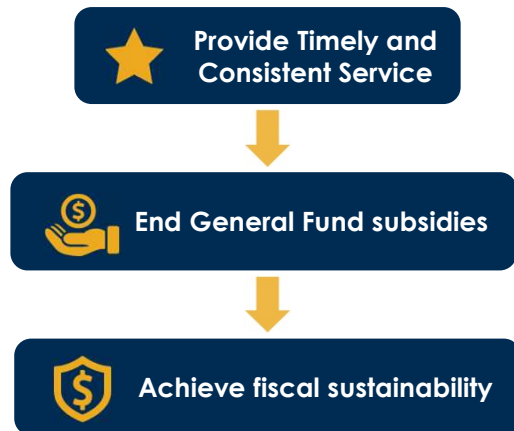 Provide Timely and
Consistent Service
$
End General Fund subsidies
$
Achieve fiscal sustainability